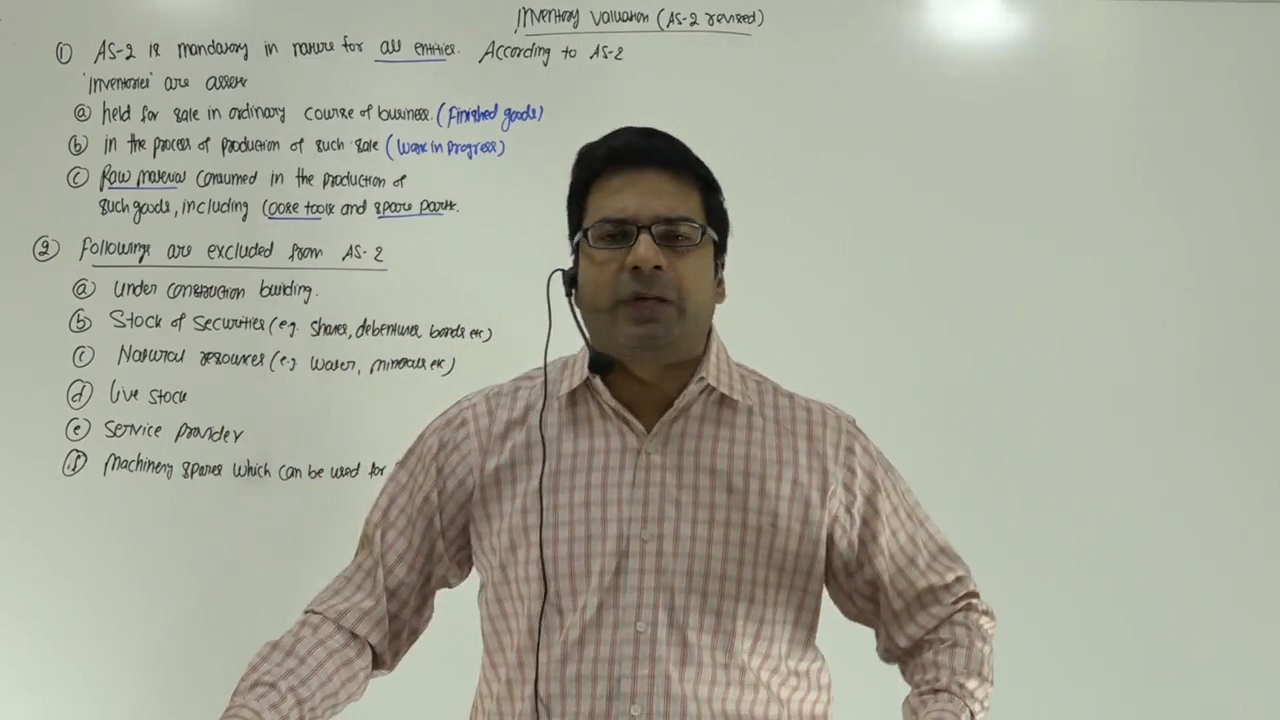 Inventory Valuation (AS-2 revised)
① AS-2 is mandatory in nature for all entities. According to AS-2
'Inventories' are assets
ⓐ held for sale in ordinary course of business. (Finished goods)
ⓑ in the process of production of such sale (Work in progress)
ⓒ Raw material consumed in the production of
such goods, including loose tools and spare parts.
② Followings are excluded from AS-2
ⓐ under construction building.
ⓑ Stock of Securities (e.g. shares, debentures bonds etc)
ⓒ Natural resources (e.g. water, minerals etc)
ⓓ live stock
ⓔ Service Provider
ⓕ Machinery spares which can be used for